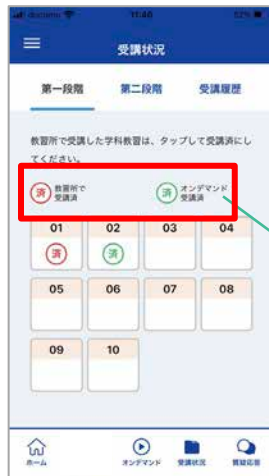 docomo 11:40 82%
受講状況
第一段階 第二段階 受講履歴
教習所で受講した学科教習は、タップして受講済にし
てください。
済 教習所で
受講済
済 オンデマンド
受講済
01 02 03 04
済 済
05 06 07 08
09 10
ホーム オンデマンド 受講状況 質疑応答